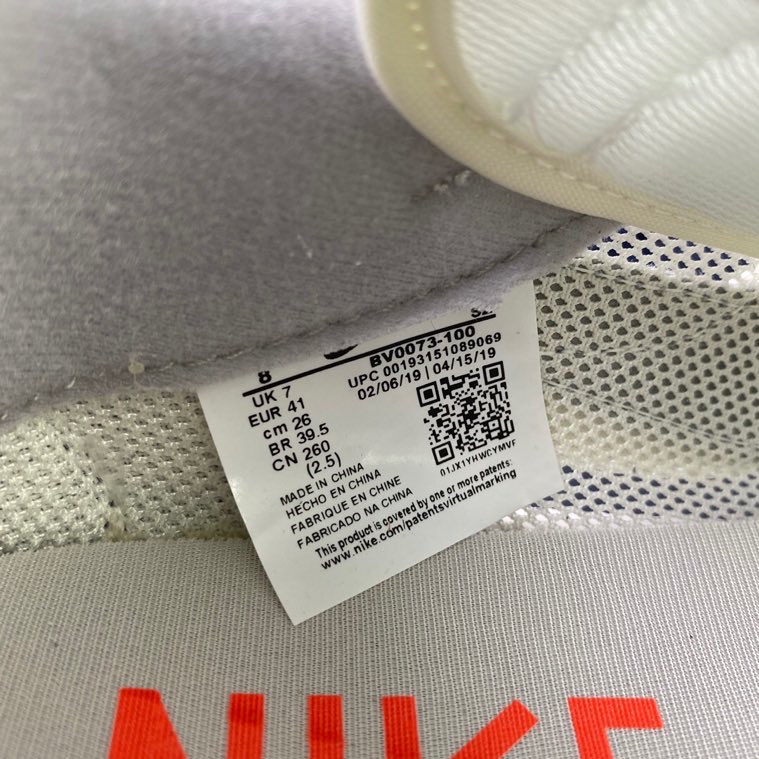 8
SZ
UK 7
EUR 41
cm 26
BR 39.5
CN 260
(2.5)
BV0073-100
UPC 00193151089069
02/06/19 | 04/15/19
01JX1YHWCYMVF
MADE IN CHINA
HECHO EN CHINA
FABRIQUE EN CHINE
FABRICADO NA CHINA
This product is covered by one or more patents:
www.nike.com/patentsvirtualmarking
NIKE